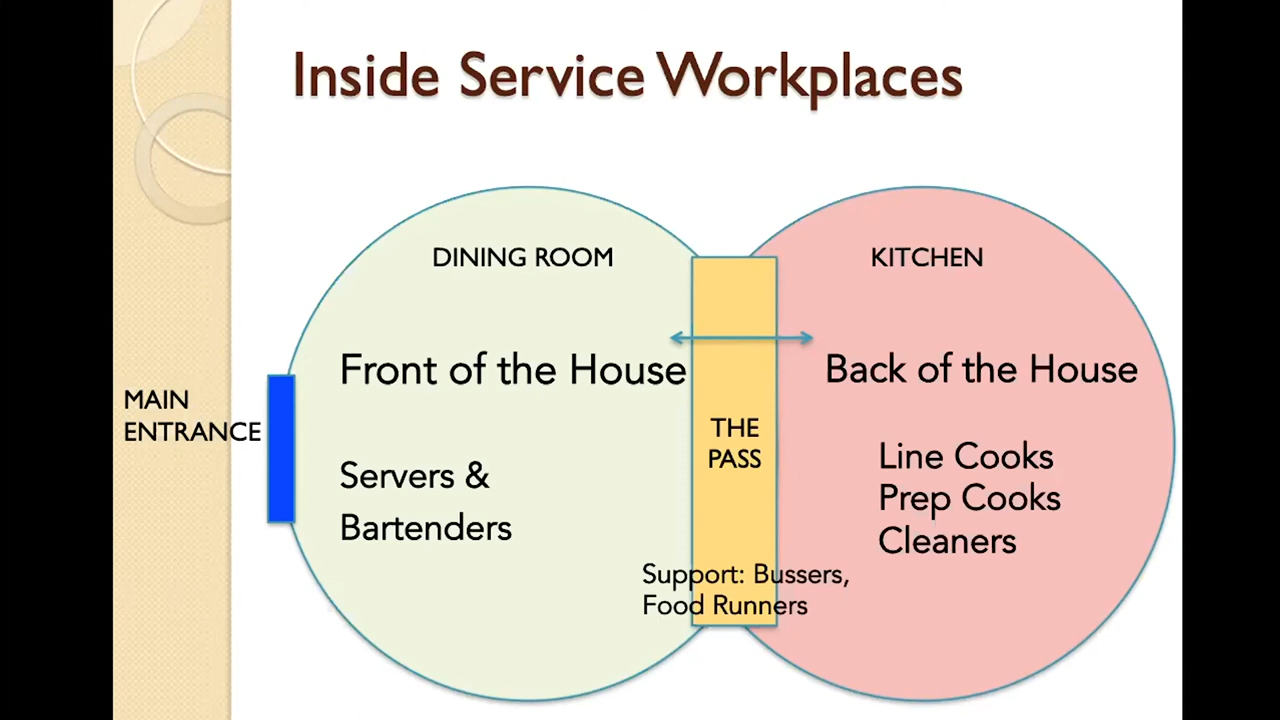 Inside Service Workplaces
DINING ROOM
KITCHEN
Front of the House
Back of the House
MAIN
ENTRANCE
THE
PASS
Servers &
Bartenders
Line Cooks
Prep Cooks
Cleaners
Support: Bussers,
Food Runners